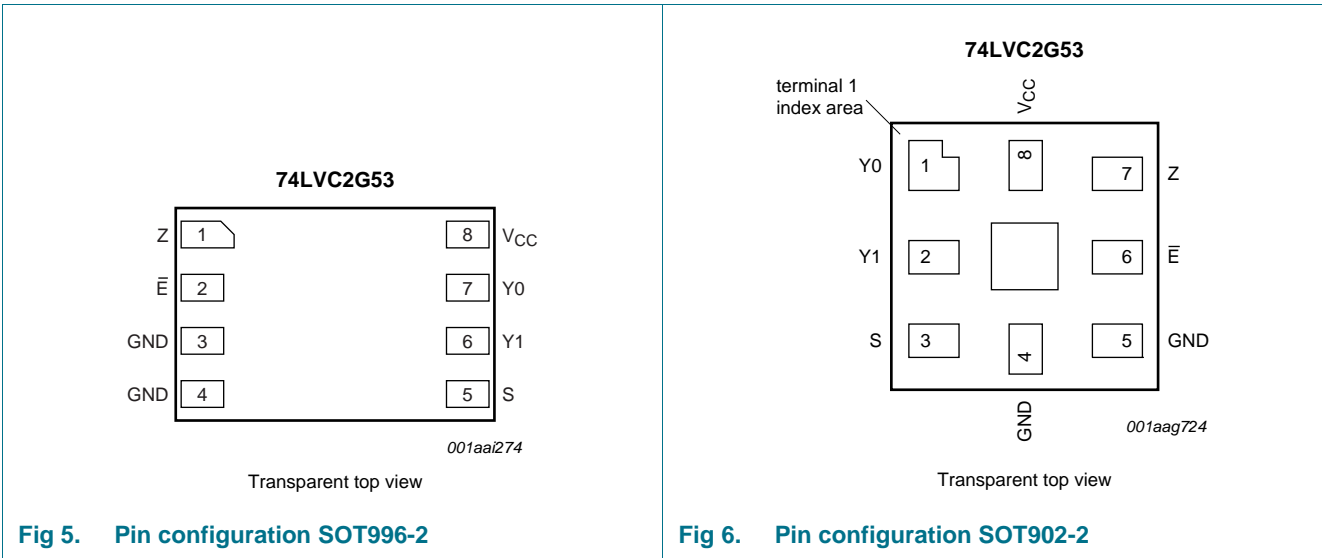 74LVC2G53
Z 1 8 VCC
E̅ 2 7 Y0
GND 3 6 Y1
GND 4 5 S
001aai274
Transparent top view
Fig 5. Pin configuration SOT996-2
74LVC2G53
terminal 1
index area
VCC
Y0 1 8 7 Z
Y1 2 6 E̅
S 3 4 5 GND
GND
001aag724
Transparent top view
Fig 6. Pin configuration SOT902-2